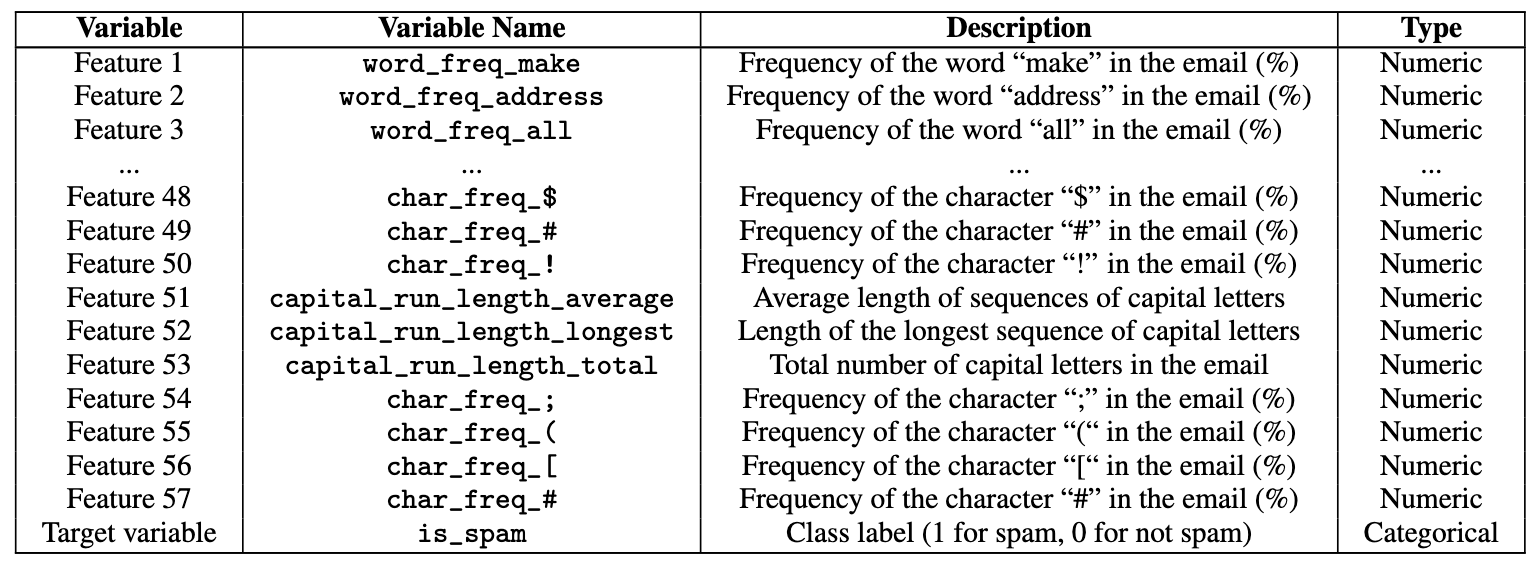 Variable Variable Name Description Type
Feature 1 word_freq_make Frequency of the word “make” in the email (%) Numeric
Feature 2 word_freq_address Frequency of the word “address” in the email (%) Numeric
Feature 3 word_freq_all Frequency of the word “all” in the email (%) Numeric
... ... ... ...
Feature 48 char_freq_$ Frequency of the character “$” in the email (%) Numeric
Feature 49 char_freq_# Frequency of the character “#” in the email (%) Numeric
Feature 50 char_freq_! Frequency of the character “!” in the email (%) Numeric
Feature 51 capital_run_length_average Average length of sequences of capital letters Numeric
Feature 52 capital_run_length_longest Length of the longest sequence of capital letters Numeric
Feature 53 capital_run_length_total Total number of capital letters in the email Numeric
Feature 54 char_freq_; Frequency of the character “;” in the email (%) Numeric
Feature 55 char_freq_( Frequency of the character “(“ in the email (%) Numeric
Feature 56 char_freq_[ Frequency of the character “[“ in the email (%) Numeric
Feature 57 char_freq_# Frequency of the character “#” in the email (%) Numeric
Target variable is_spam Class label (1 for spam, 0 for not spam) Categorical